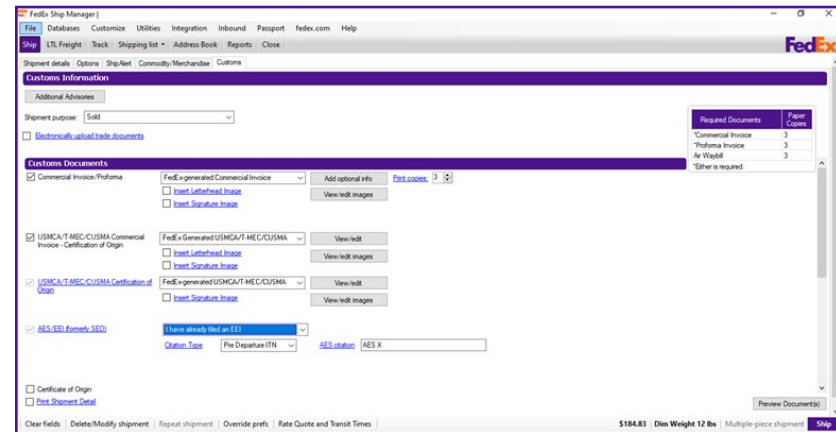 FedEx Ship Manager |
File Databases Customize Utilities Integration Inbound Passport fedex.com Help
Ship LTL Freight Track Shipping list Address Book Reports Close
FedEx
Shipment details Options ShipAlert Commodity/Merchandise Customs
Customs Information
Additional Advisories
Shipment purpose: Sold
Electronically upload trade documents
Required Documents Paper Copies
*Commercial Invoice 3
*Proforma Invoice 3
Air Waybill 3
*Either is required.
Customs Documents
Commercial Invoice/Proforma FedEx-generated Commercial Invoice Add optional info Print copies: 3
Insert Letterhead Image View/edit images
Insert Signature Image
USMCA/T-MEC/CUSMA Commercial Invoice - Certification of Origin FedEx Generated USMCA/T-MEC/CUSMA View/edit
Insert Letterhead Image View/edit images
Insert Signature Image
USMCA/T-MEC/CUSMA Certification of Origin FedEx-generated USMCA/T-MEC/CUSMA View/edit
Insert Signature Image View/edit images
AES/EEI (formerly SED) I have already filed an EEI
Citation Type Pre Departure ITN AES citation AES X
Certificate of Origin
Print Shipment Detail Preview Document(s)
Clear fields Delete/Modify shipment Repeat shipment Override prefs Rate Quote and Transit Times $184.83 Dim Weight 12 lbs Multiple-piece shipment Ship